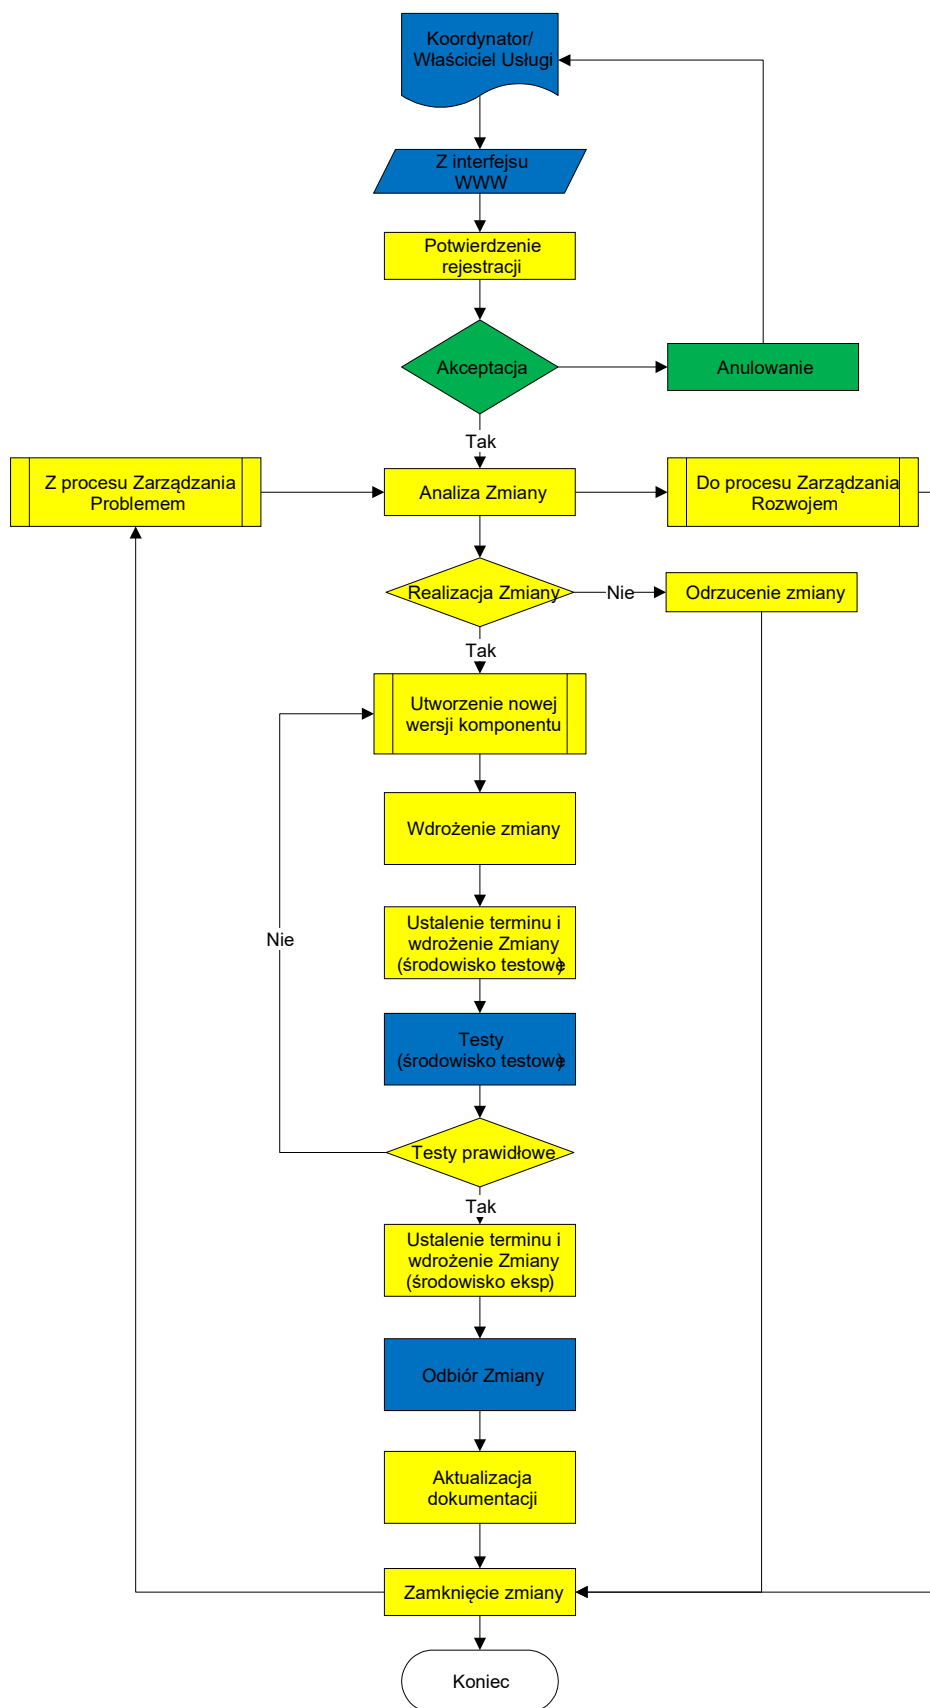 Koordynator/
Właściciel Usługi
Z interfejsu
WWW
Potwierdzenie
rejestracji
Akceptacja
Anulowanie
Tak
Z procesu Zarządzania
Problemem
Analiza Zmiany
Do procesu Zarządzania
Rozwojem
Realizacja Zmiany
Nie
Odrzucenie zmiany
Tak
Utworzenie nowej
wersji komponentu
Wdrożenie zmiany
Ustalenie terminu i
wdrożenie Zmiany
(środowisko testowe)
Nie
Testy
(środowisko testowe)
Testy prawidłowe
Tak
Ustalenie terminu i
wdrożenie Zmiany
(środowisko eksp)
Odbiór Zmiany
Aktualizacja
dokumentacji
Zamknięcie zmiany
Koniec